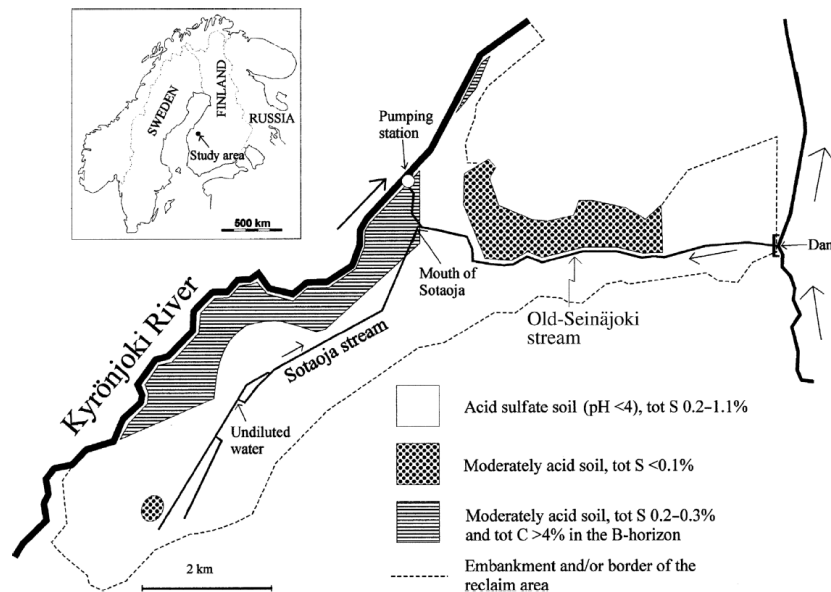 SWEDEN
FINLAND
RUSSIA
Study area
500 km
Pumping
station
Mouth of
Sotaoja
Dam
Old-Seinäjoki
stream
Kyrönjoki River
Sotaoja stream
Undiluted
water
Acid sulfate soil (pH <4), tot S 0.2–1.1%
Moderately acid soil, tot S <0.1%
Moderately acid soil, tot S 0.2–0.3%
and tot C >4% in the B-horizon
Embankment and/or border of the
reclaim area
2 km